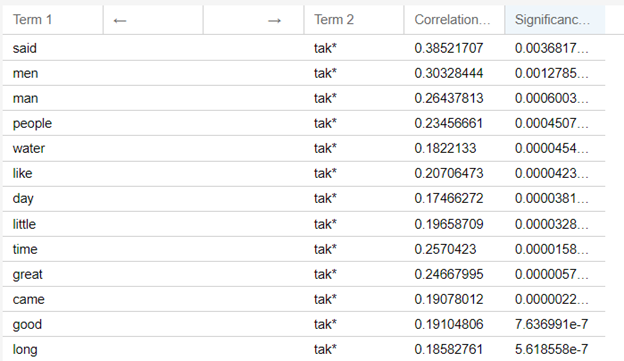 Term 1 ← → Term 2 Correlation... Significanc...
said tak* 0.38521707 0.0036817...
men tak* 0.30328444 0.0012785...
man tak* 0.26437813 0.0006003...
people tak* 0.23456661 0.0004507...
water tak* 0.1822133 0.0000454...
like tak* 0.20706473 0.0000423...
day tak* 0.17466272 0.0000381...
little tak* 0.19658709 0.0000328...
time tak* 0.2570423 0.0000158...
great tak* 0.24667995 0.0000057...
came tak* 0.19078012 0.0000022...
good tak* 0.19104806 7.636991e-7
long tak* 0.18582761 5.618558e-7